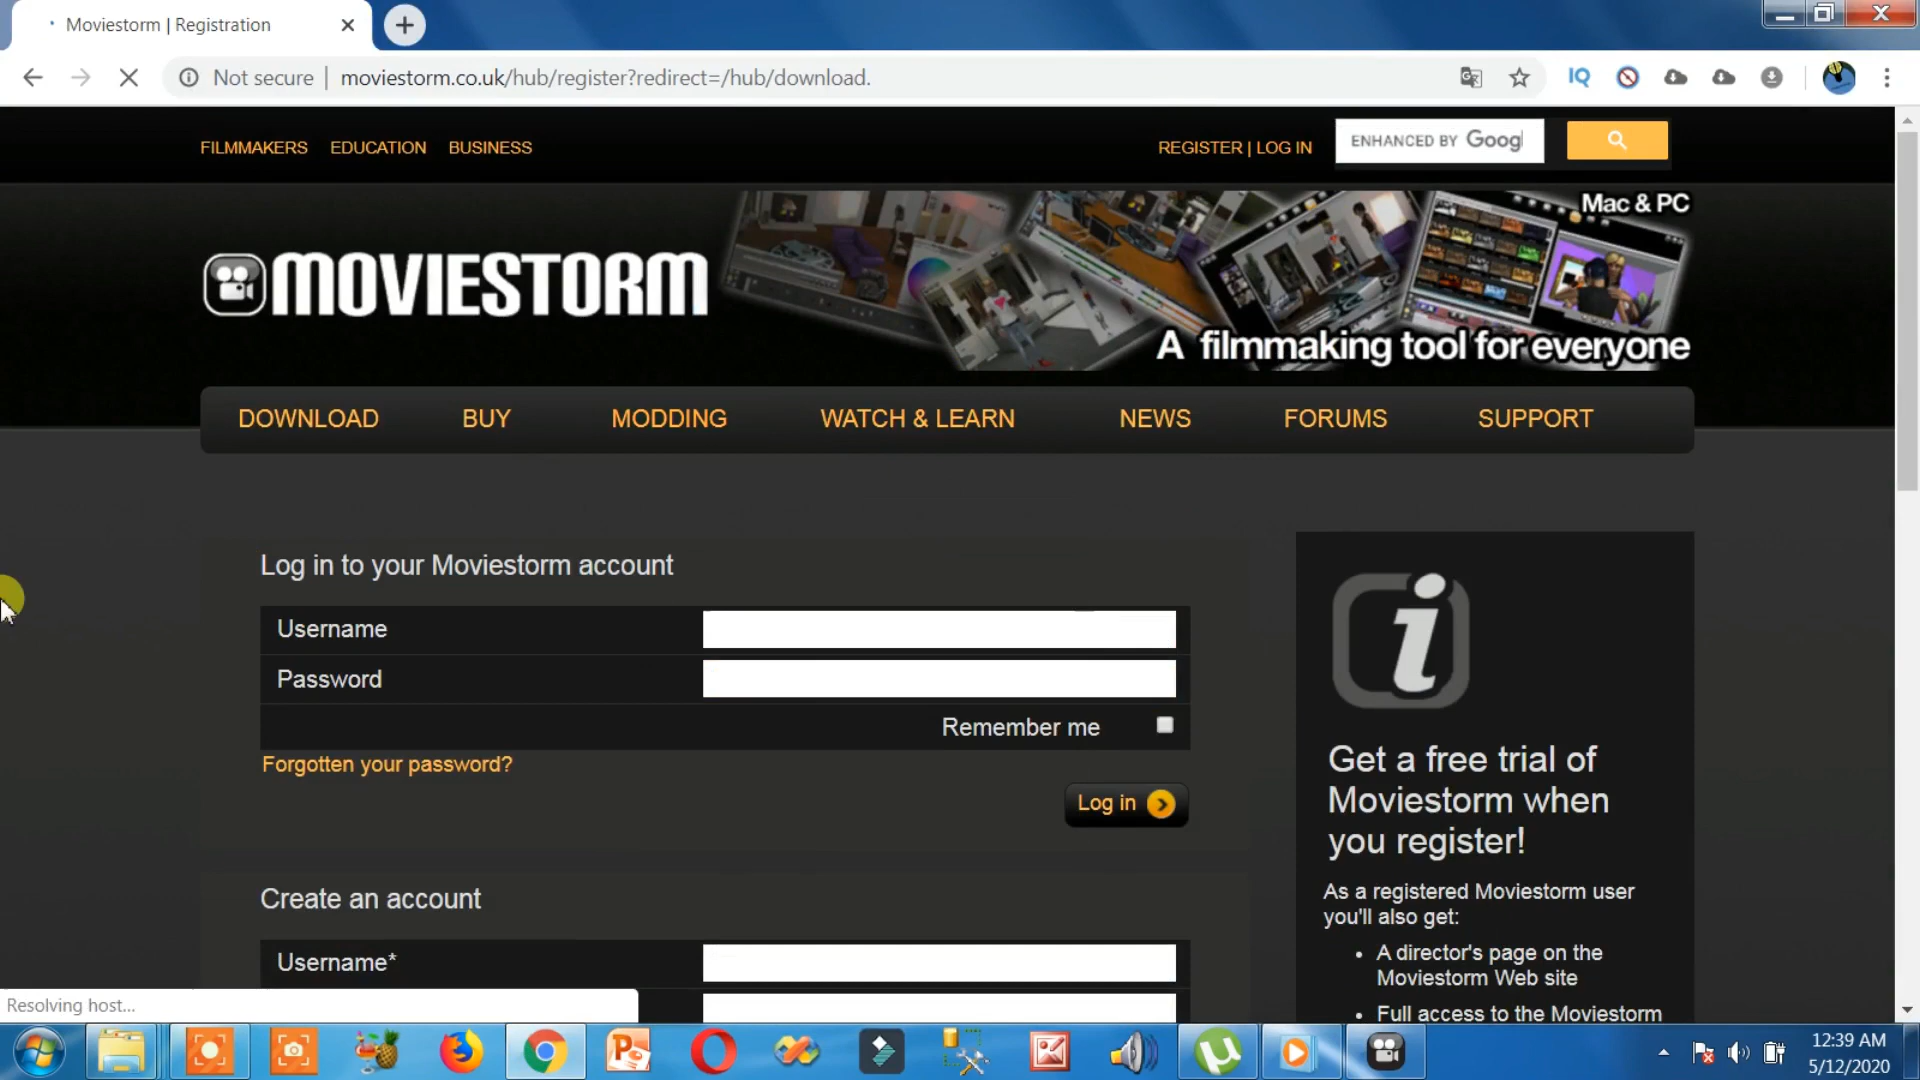 Moviestorm | Registration
Not secure | moviestorm.co.uk/hub/register?redirect=/hub/download.
IQ
FILMMAKERS EDUCATION BUSINESS
REGISTER | LOG IN
ENHANCED BY Googl
Mac & PC
MOVIESTORM
A filmmaking tool for everyone
DOWNLOAD BUY MODDING WATCH & LEARN NEWS FORUMS SUPPORT
Log in to your Moviestorm account
Username
Password
Remember me
Forgotten your password?
Log in
Create an account
Username*
i
Get a free trial of
Moviestorm when
you register!
As a registered Moviestorm user
you'll also get:
• A director's page on the
Moviestorm Web site
• Full access to the Moviestorm
Resolving host...
12:39 AM
5/12/2020